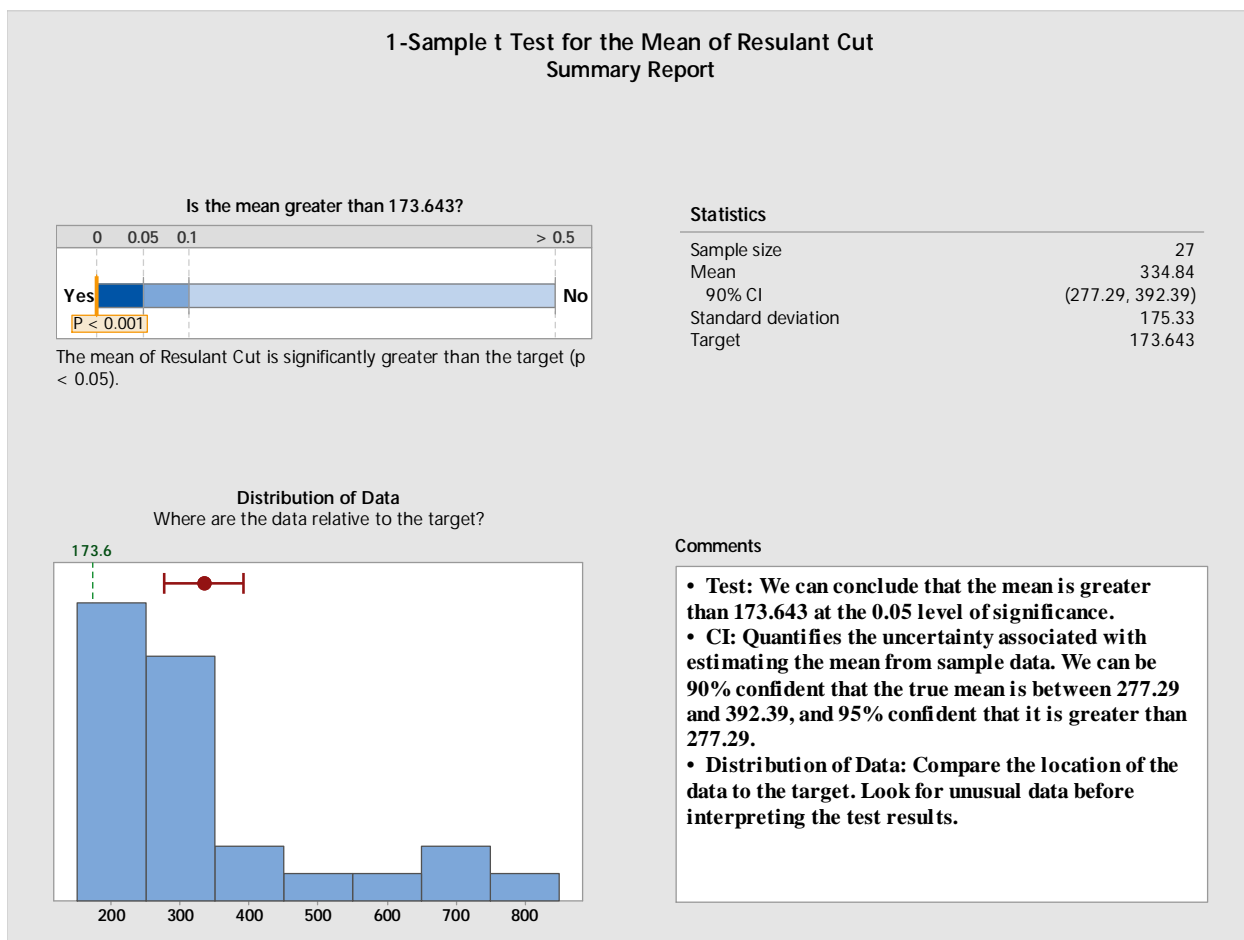 1-Sample t Test for the Mean of Resulant Cut
Summary Report
Is the mean greater than 173.643?
0 0.05 0.1 > 0.5
Yes No
P < 0.001
The mean of Resulant Cut is significantly greater than the target (p
< 0.05).
Statistics
Sample size 27
Mean 334.84
90% CI (277.29, 392.39)
Standard deviation 175.33
Target 173.643
Distribution of Data
Where are the data relative to the target?
173.6
200 300 400 500 600 700 800
Comments
• Test: We can conclude that the mean is greater
than 173.643 at the 0.05 level of significance.
• CI: Quantifies the uncertainty associated with
estimating the mean from sample data. We can be
90% confident that the true mean is between 277.29
and 392.39, and 95% confident that it is greater than
277.29.
• Distribution of Data: Compare the location of the
data to the target. Look for unusual data before
interpreting the test results.